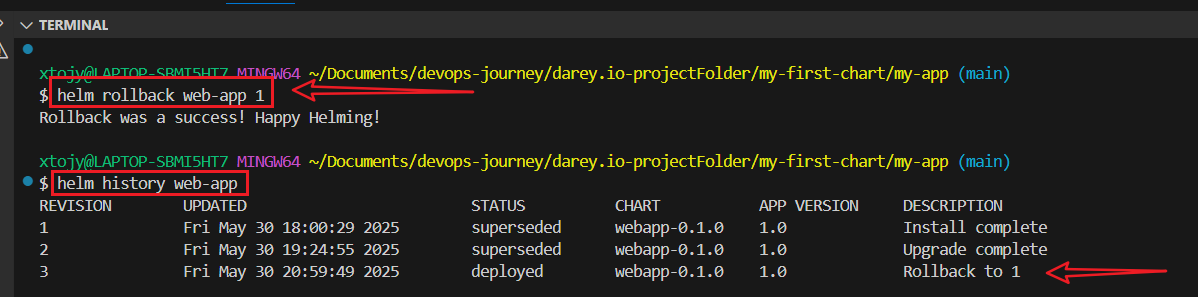 TERMINAL
xtojy@LAPTOP-SBMI5HT7 MINGW64 ~/Documents/devops-journey/darey.io-projectFolder/my-first-chart/my-app (main)
$ helm rollback web-app 1
Rollback was a success! Happy Helming!
xtojy@LAPTOP-SBMI5HT7 MINGW64 ~/Documents/devops-journey/darey.io-projectFolder/my-first-chart/my-app (main)
$ helm history web-app
REVISION UPDATED STATUS CHART APP VERSION DESCRIPTION
1 Fri May 30 18:00:29 2025 superseded webapp-0.1.0 1.0 Install complete
2 Fri May 30 19:24:55 2025 superseded webapp-0.1.0 1.0 Upgrade complete
3 Fri May 30 20:59:49 2025 deployed webapp-0.1.0 1.0 Rollback to 1